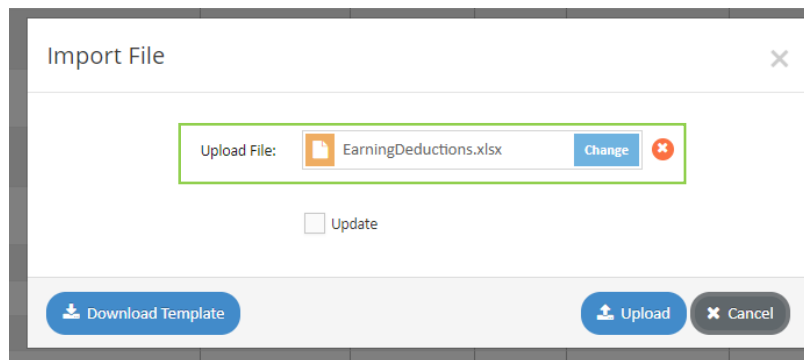 Import File
Upload File: EarningDeductions.xlsx Change
Update
Download Template Upload Cancel